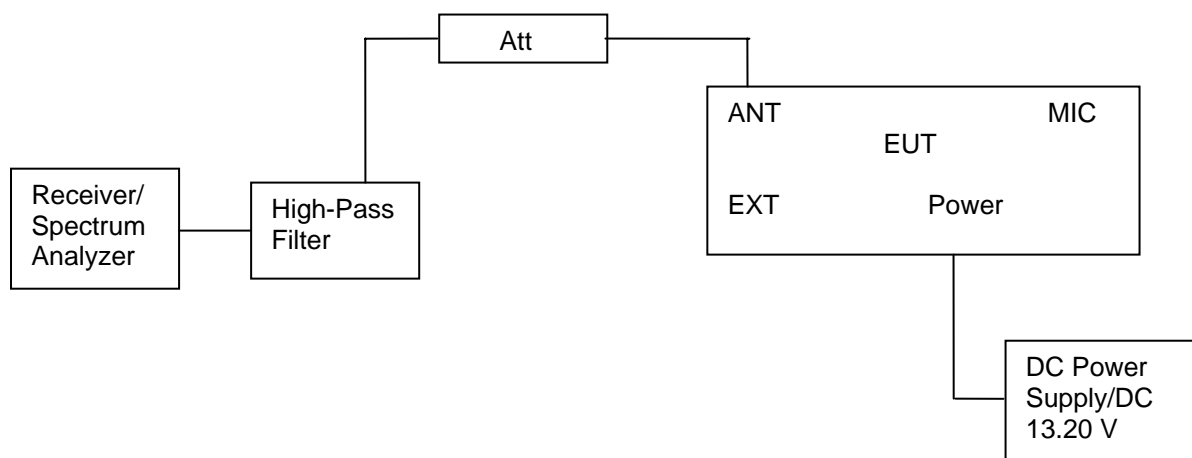 Att
ANT
MIC
EUT
Receiver/
Spectrum
Analyzer
High-Pass
Filter
EXT
Power
DC Power
Supply/DC
13.20 V